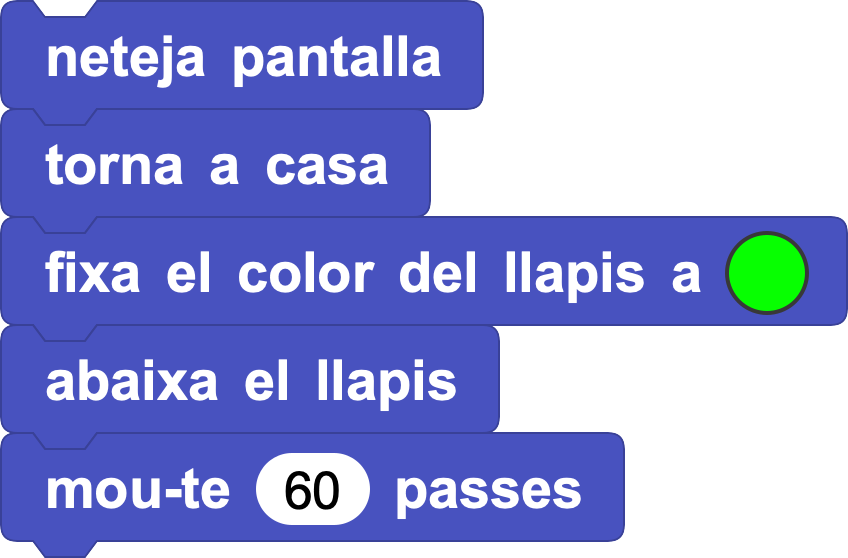 neteja pantalla
torna a casa
fixa el color del llapis a
abaixa el llapis
mou-te 60 passes